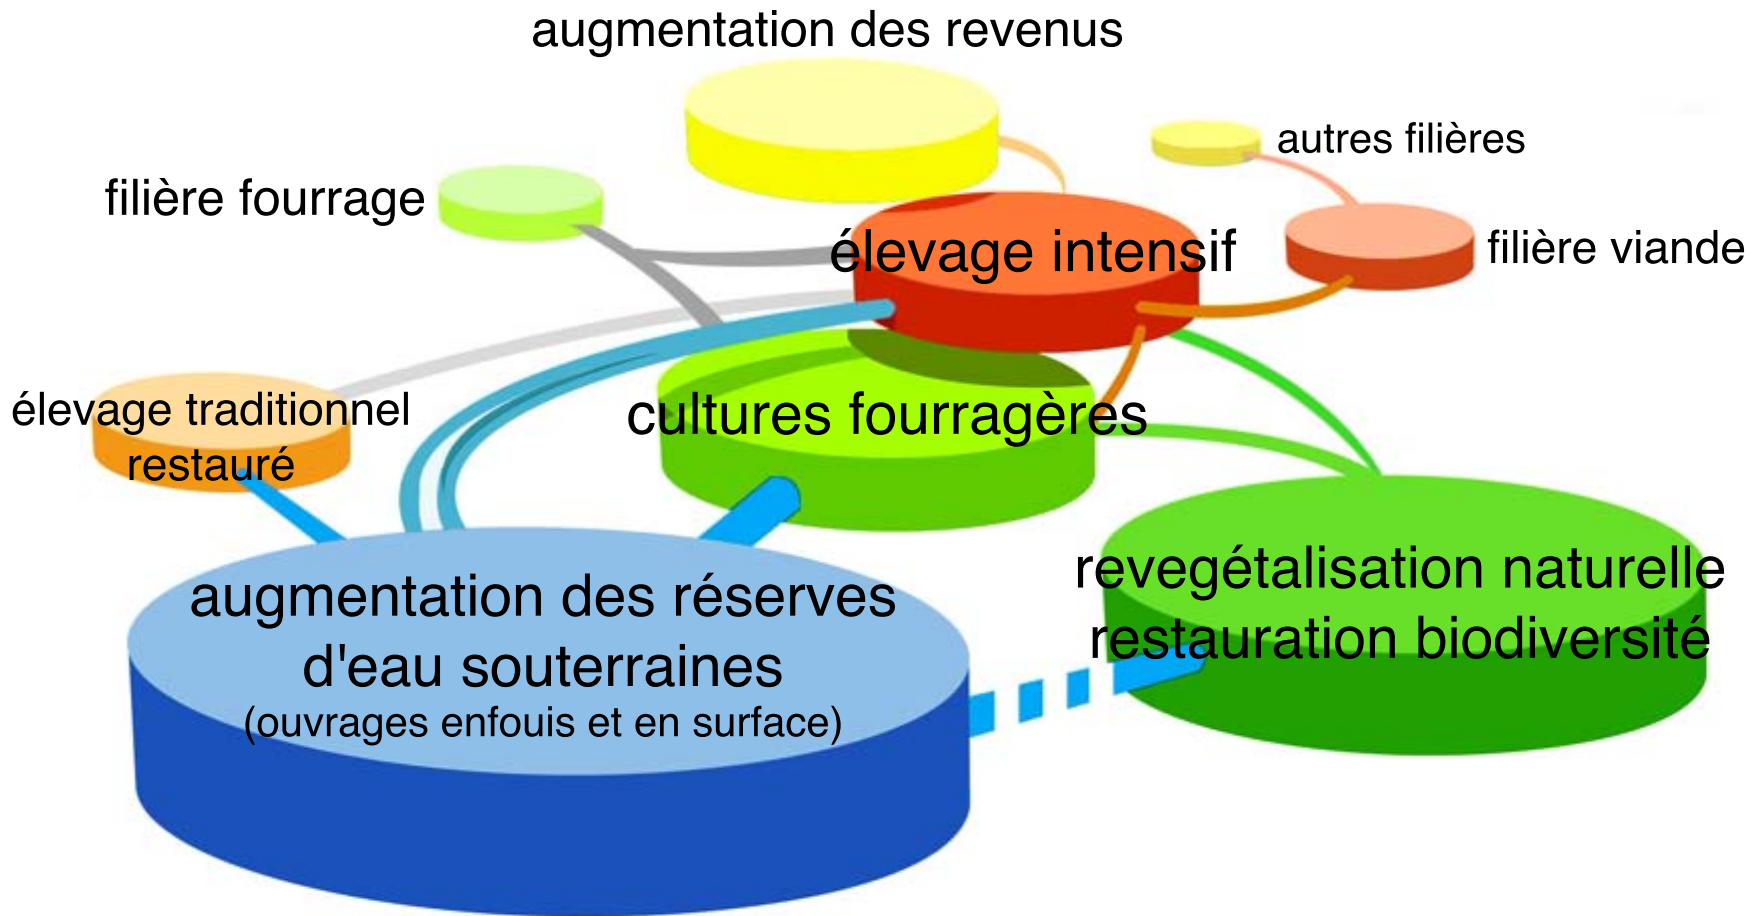 augmentation des revenus
autres filières
filière fourrage
élevage intensif
filière viande
élevage traditionnel
restauré
cultures fourragères
augmentation des réserves
d'eau souterraines
(ouvrages enfouis et en surface)
revegétalisation naturelle
restauration biodiversité